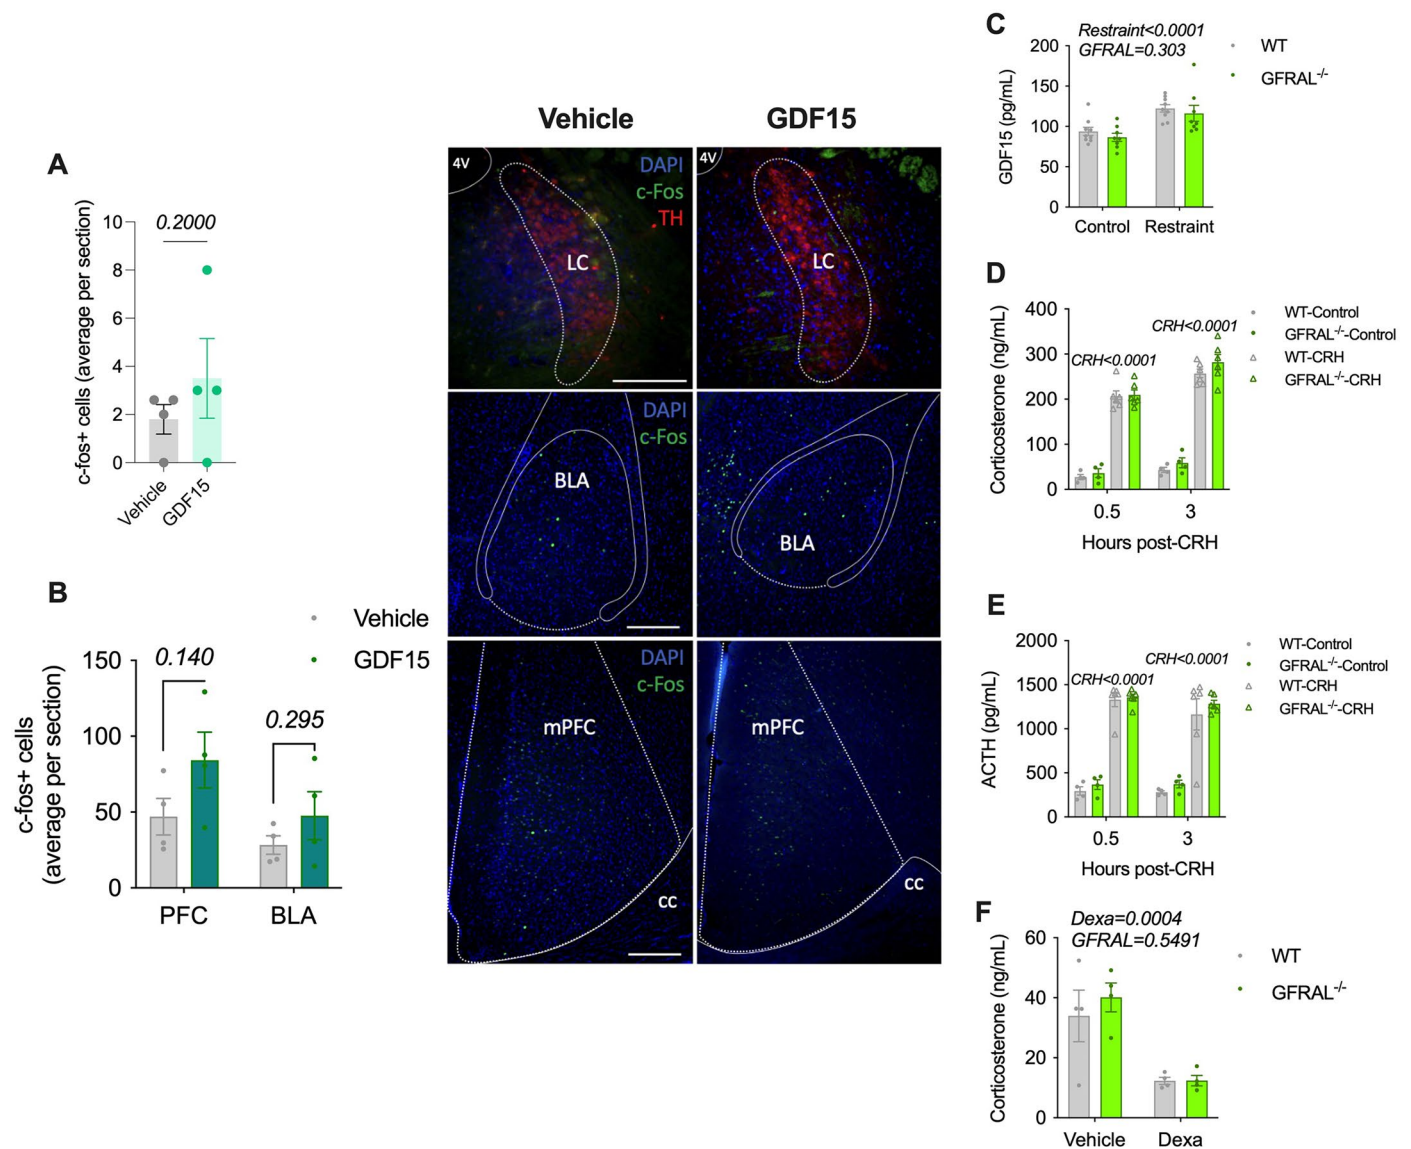 A
10
8
6
4
2
0
c-fos+ cells (average per section)
0.2000
Vehicle
GDF15
B
Vehicle
GDF15
150
100
50
0
c-fos+ cells
(average per section)
0.140
0.295
PFC
BLA
Vehicle
GDF15
4V
DAPI
c-Fos
TH
LC
4V
LC
DAPI
c-Fos
BLA
BLA
DAPI
c-Fos
mPFC
cc
mPFC
cc
C
Restraint<0.0001
GFRAL=0.303
200
150
100
50
0
GDF15 (pg/mL)
Control
Restraint
WT
GFRAL-/-
D
400
300
200
100
0
Corticosterone (ng/mL)
CRH<0.0001
CRH<0.0001
0.5
3
Hours post-CRH
WT-Control
GFRAL-/--Control
WT-CRH
GFRAL-/--CRH
E
2000
1500
1000
500
0
ACTH (pg/mL)
CRH<0.0001
CRH<0.0001
0.5
3
Hours post-CRH
WT-Control
GFRAL-/--Control
WT-CRH
GFRAL-/--CRH
F
Dexa=0.0004
GFRAL=0.5491
60
40
20
0
Corticosterone (ng/mL)
Vehicle
Dexa
WT
GFRAL-/-